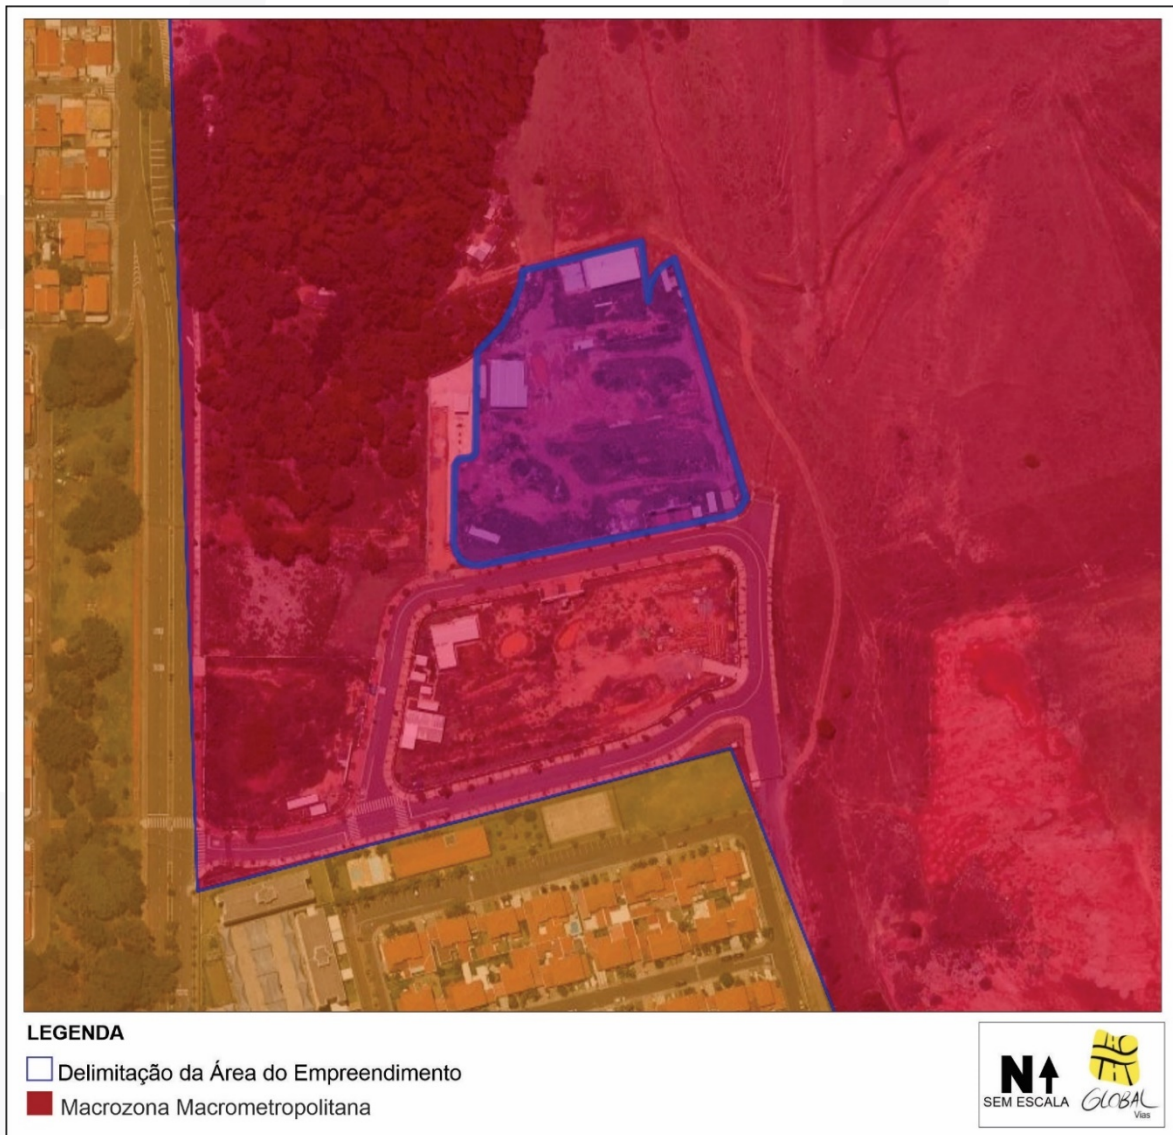 LEGENDA
Delimitação da Área do Empreendimento
Macrozona Macrometropolitana
N
SEM ESCALA
GLOBAL
Vias